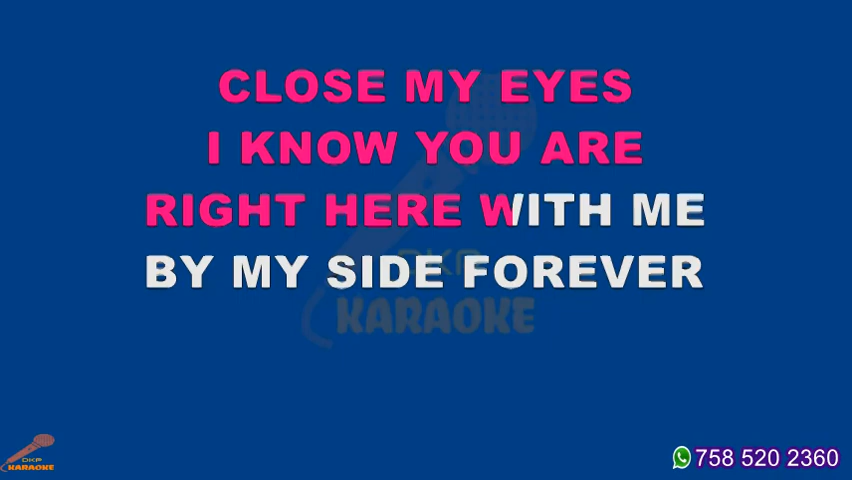 CLOSE MY EYES
I KNOW YOU ARE
RIGHT HERE WITH ME
BY MY SIDE FOREVER
DKP
KARAOKE
DKP
KARAOKE
758 520 2360